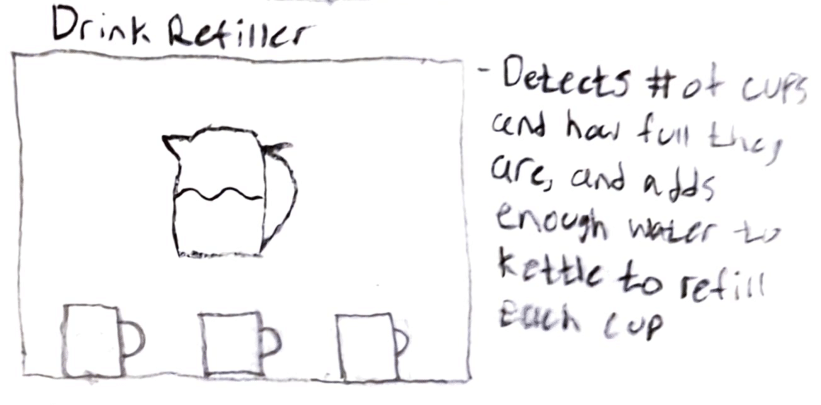 Drink Refiller
- Detects # of cups
and how full they
are, and adds
enough water to
kettle to refill
each cup